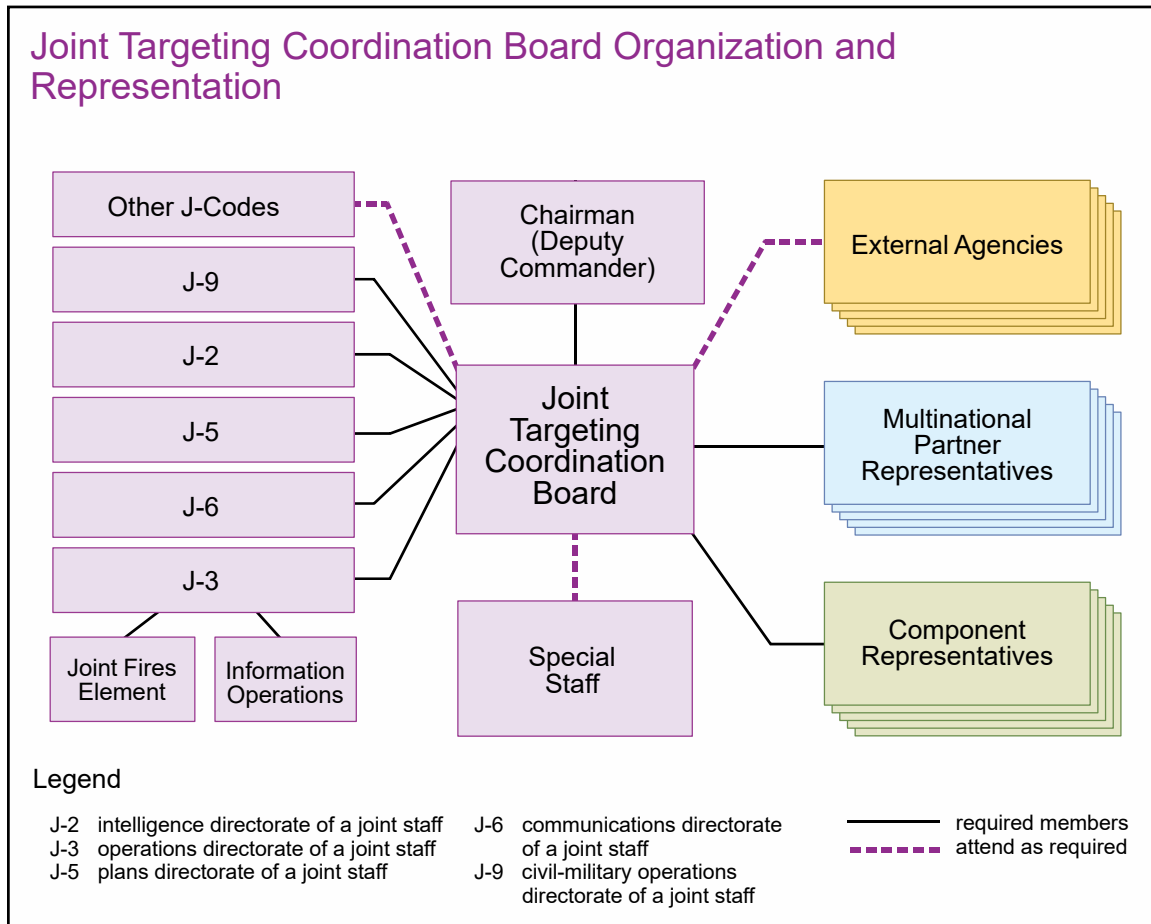 Joint Targeting Coordination Board Organization and
Representation
Other J-Codes
J-9
J-2
J-5
J-6
J-3
Joint Fires
Element
Information
Operations
Chairman
(Deputy
Commander)
Joint
Targeting
Coordination
Board
Special
Staff
External Agencies
Multinational
Partner
Representatives
Component
Representatives
Legend
J-2 intelligence directorate of a joint staff
J-3 operations directorate of a joint staff
J-5 plans directorate of a joint staff
J-6 communications directorate
of a joint staff
J-9 civil-military operations
directorate of a joint staff
required members
attend as required